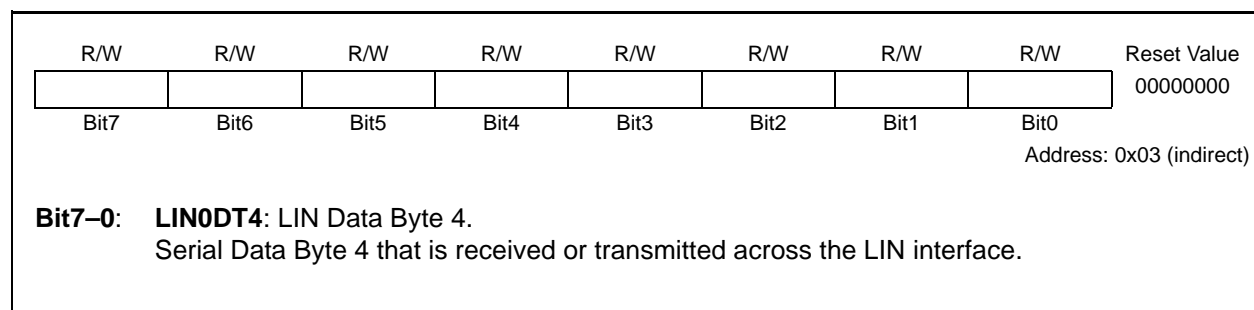 R/W R/W R/W R/W R/W R/W R/W R/W Reset Value
00000000
Bit7 Bit6 Bit5 Bit4 Bit3 Bit2 Bit1 Bit0
Address: 0x03 (indirect)
Bit7–0: LIN0DT4: LIN Data Byte 4.
Serial Data Byte 4 that is received or transmitted across the LIN interface.